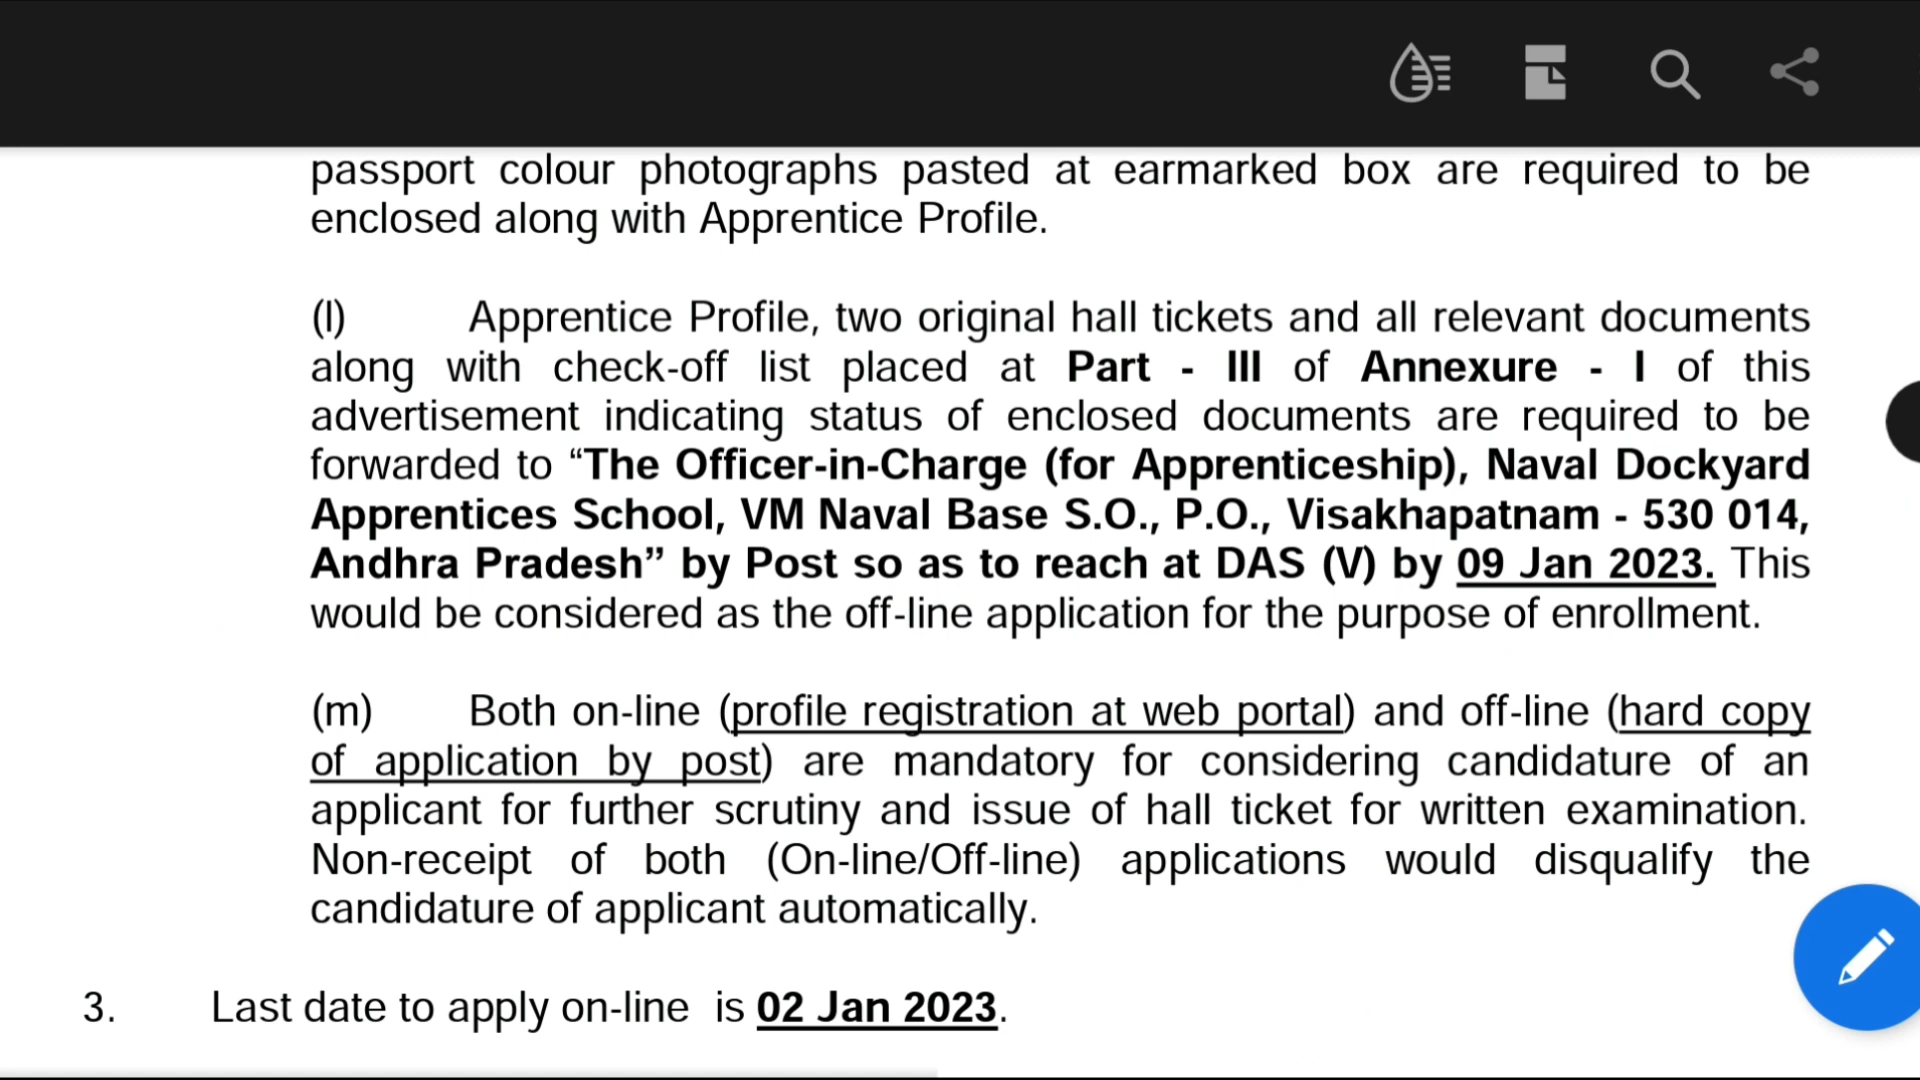 passport colour photographs pasted at earmarked box are required to be
enclosed along with Apprentice Profile.
(l) Apprentice Profile, two original hall tickets and all relevant documents
along with check-off list placed at Part - III of Annexure - I of this
advertisement indicating status of enclosed documents are required to be
forwarded to “The Officer-in-Charge (for Apprenticeship), Naval Dockyard
Apprentices School, VM Naval Base S.O., P.O., Visakhapatnam - 530 014,
Andhra Pradesh” by Post so as to reach at DAS (V) by 09 Jan 2023. This
would be considered as the off-line application for the purpose of enrollment.
(m) Both on-line (profile registration at web portal) and off-line (hard copy
of application by post) are mandatory for considering candidature of an
applicant for further scrutiny and issue of hall ticket for written examination.
Non-receipt of both (On-line/Off-line) applications would disqualify the
candidature of applicant automatically.
3. Last date to apply on-line is 02 Jan 2023.